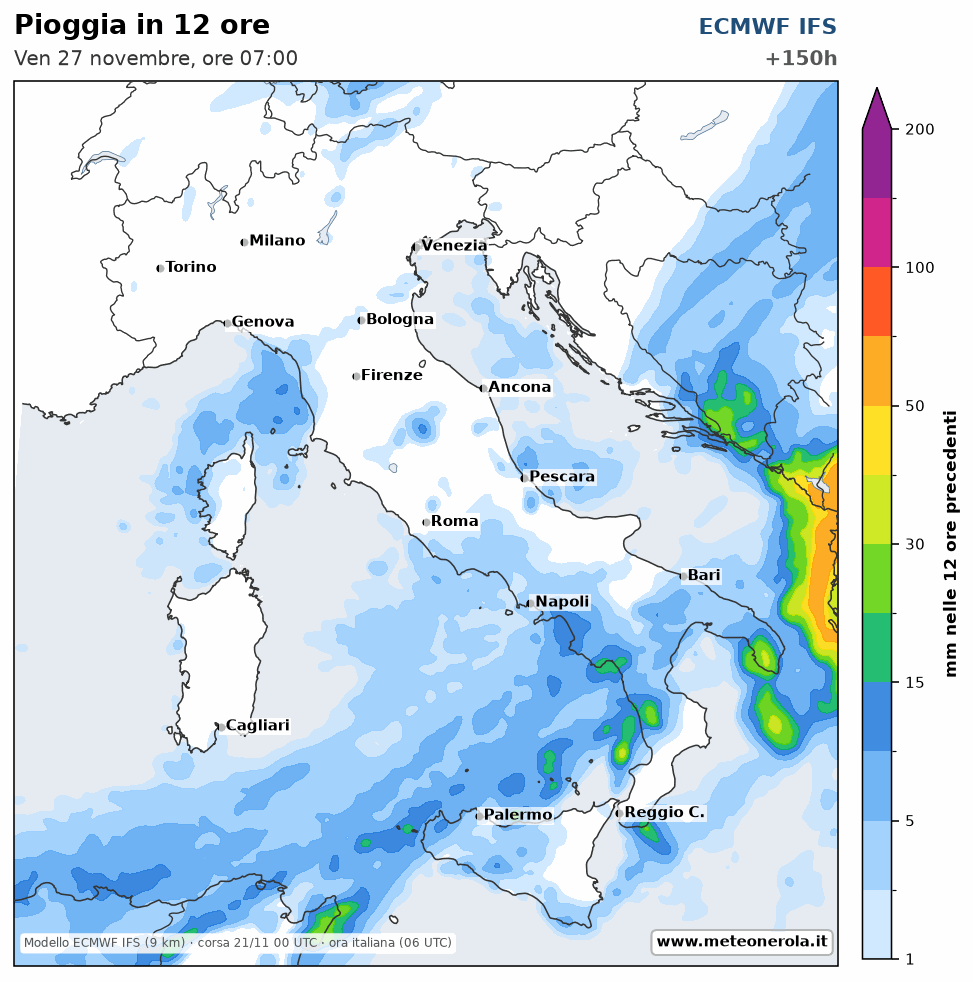 Pioggia in 12 ore
ECMWF IFS
Ven 27 novembre, ore 07:00
+150h
200
100
50
30
15
5
1
mm nelle 12 ore precedenti
Milano
Venezia
Torino
Genova
Bologna
Firenze
Ancona
Pescara
Roma
Bari
Napoli
Cagliari
Palermo
Reggio C.
Modello ECMWF IFS (9 km) · corsa 21/11 00 UTC · ora italiana (06 UTC)
www.meteonerola.it